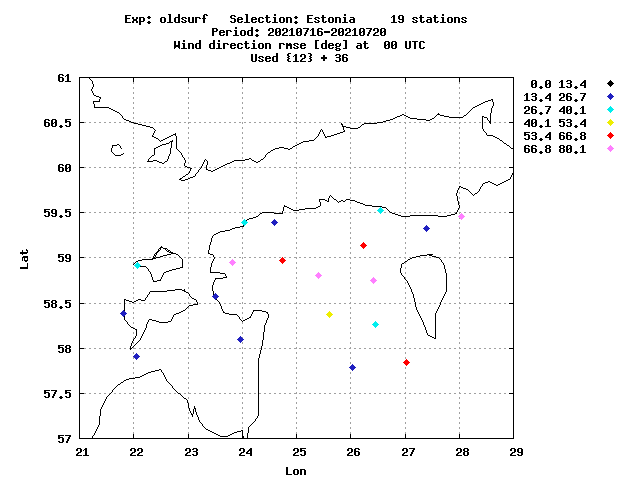 Exp: oldsurf   Selection: Estonia     19 stations
Period: 20210716-20210720
Wind direction rmse [deg] at  00 UTC
Used {12} + 36
0.0 13.4
13.4 26.7
26.7 40.1
40.1 53.4
53.4 66.8
66.8 80.1
61
60.5
60
59.5
59
58.5
58
57.5
57
Lat
21 22 23 24 25 26 27 28 29
Lon